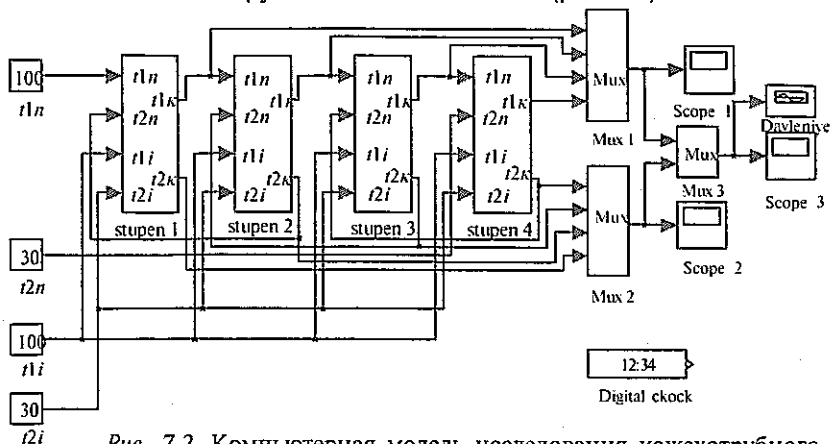 100
t1n
30
t2n
100
t1i
30
t2i
t1n
t1к
t2n
t1i
t2к
t2i
stupen 1
t1n
t1к
t2n
t1i
t2к
t2i
stupen 2
t1n
t1к
t2n
t1i
t2к
t2i
stupen 3
t1n
t1к
t2n
t1i
t2к
t2i
stupen 4
Mux
Mux 1
Mux
Mux 2
Mux
Mux 3
Scope 1
Davleniye
Scope 3
Scope 2
12:34
Digital ckock
Рис. 7.2. Компьютерная модель исследования кожухотрубного